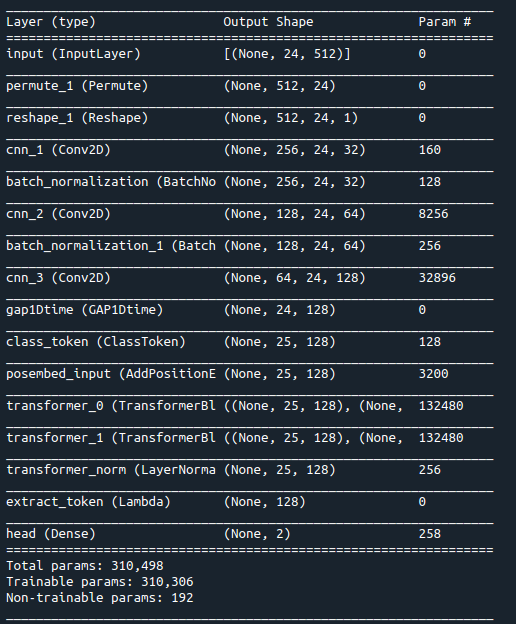 Layer (type) Output Shape Param #
input (InputLayer) [(None, 24, 512)] 0
permute_1 (Permute) (None, 512, 24) 0
reshape_1 (Reshape) (None, 512, 24, 1) 0
cnn_1 (Conv2D) (None, 256, 24, 32) 160
batch_normalization (BatchNo (None, 256, 24, 32) 128
cnn_2 (Conv2D) (None, 128, 24, 64) 8256
batch_normalization_1 (Batch (None, 128, 24, 64) 256
cnn_3 (Conv2D) (None, 64, 24, 128) 32896
gap1Dtime (GAP1Dtime) (None, 24, 128) 0
class_token (ClassToken) (None, 25, 128) 128
posembed_input (AddPositionE (None, 25, 128) 3200
transformer_0 (TransformerBl ((None, 25, 128), (None, 132480
transformer_1 (TransformerBl ((None, 25, 128), (None, 132480
transformer_norm (LayerNorma (None, 25, 128) 256
extract_token (Lambda) (None, 128) 0
head (Dense) (None, 2) 258
Total params: 310,498
Trainable params: 310,306
Non-trainable params: 192